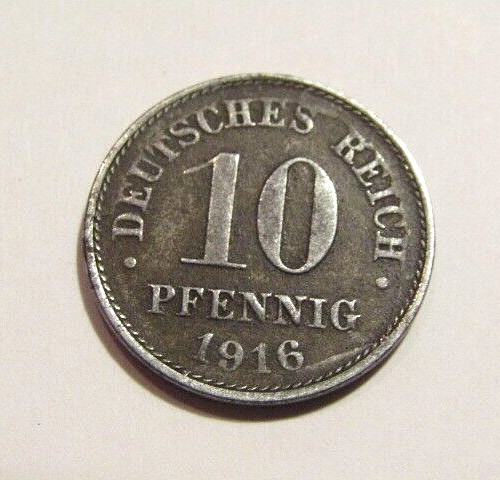 · DEUTSCHES REICH ·
10
PFENNIG
1916